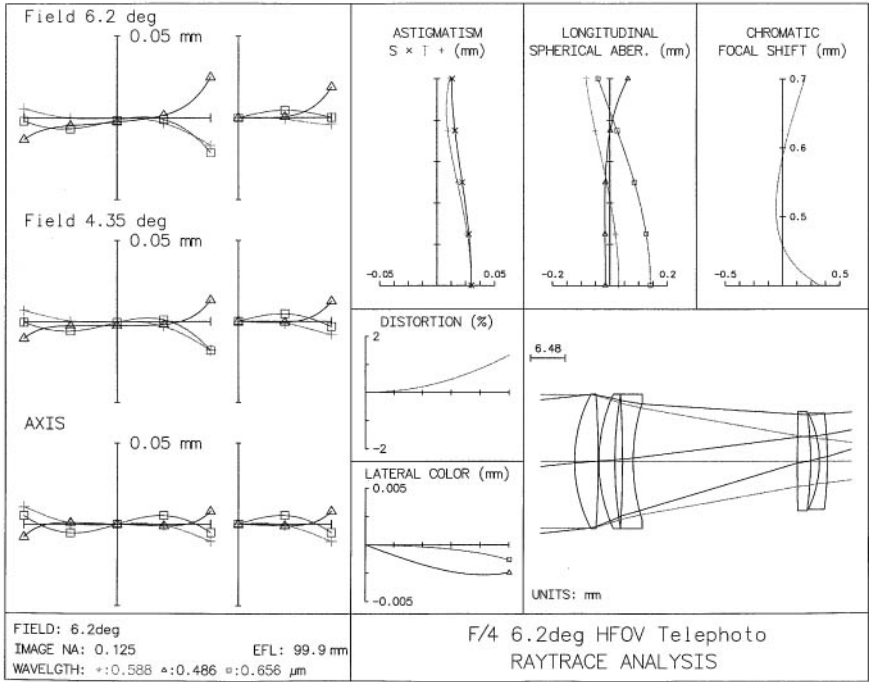 Field 6.2 deg
0.05 mm
Field 4.35 deg
0.05 mm
AXIS
0.05 mm
ASTIGMATISM
S × T + (mm)
-0.05 0.05
LONGITUDINAL
SPHERICAL ABER. (mm)
-0.2 0.2
CHROMATIC
FOCAL SHIFT (mm)
0.7
0.6
0.5
-0.5 0.5
DISTORTION (%)
2
-2
LATERAL COLOR (mm)
0.005
-0.005
6.48
UNITS: mm
FIELD: 6.2deg
IMAGE NA: 0.125 EFL: 99.9 mm
WAVELGTH: +:0.588 △:0.486 □:0.656 µm
F/4 6.2deg HFOV Telephoto
RAYTRACE ANALYSIS